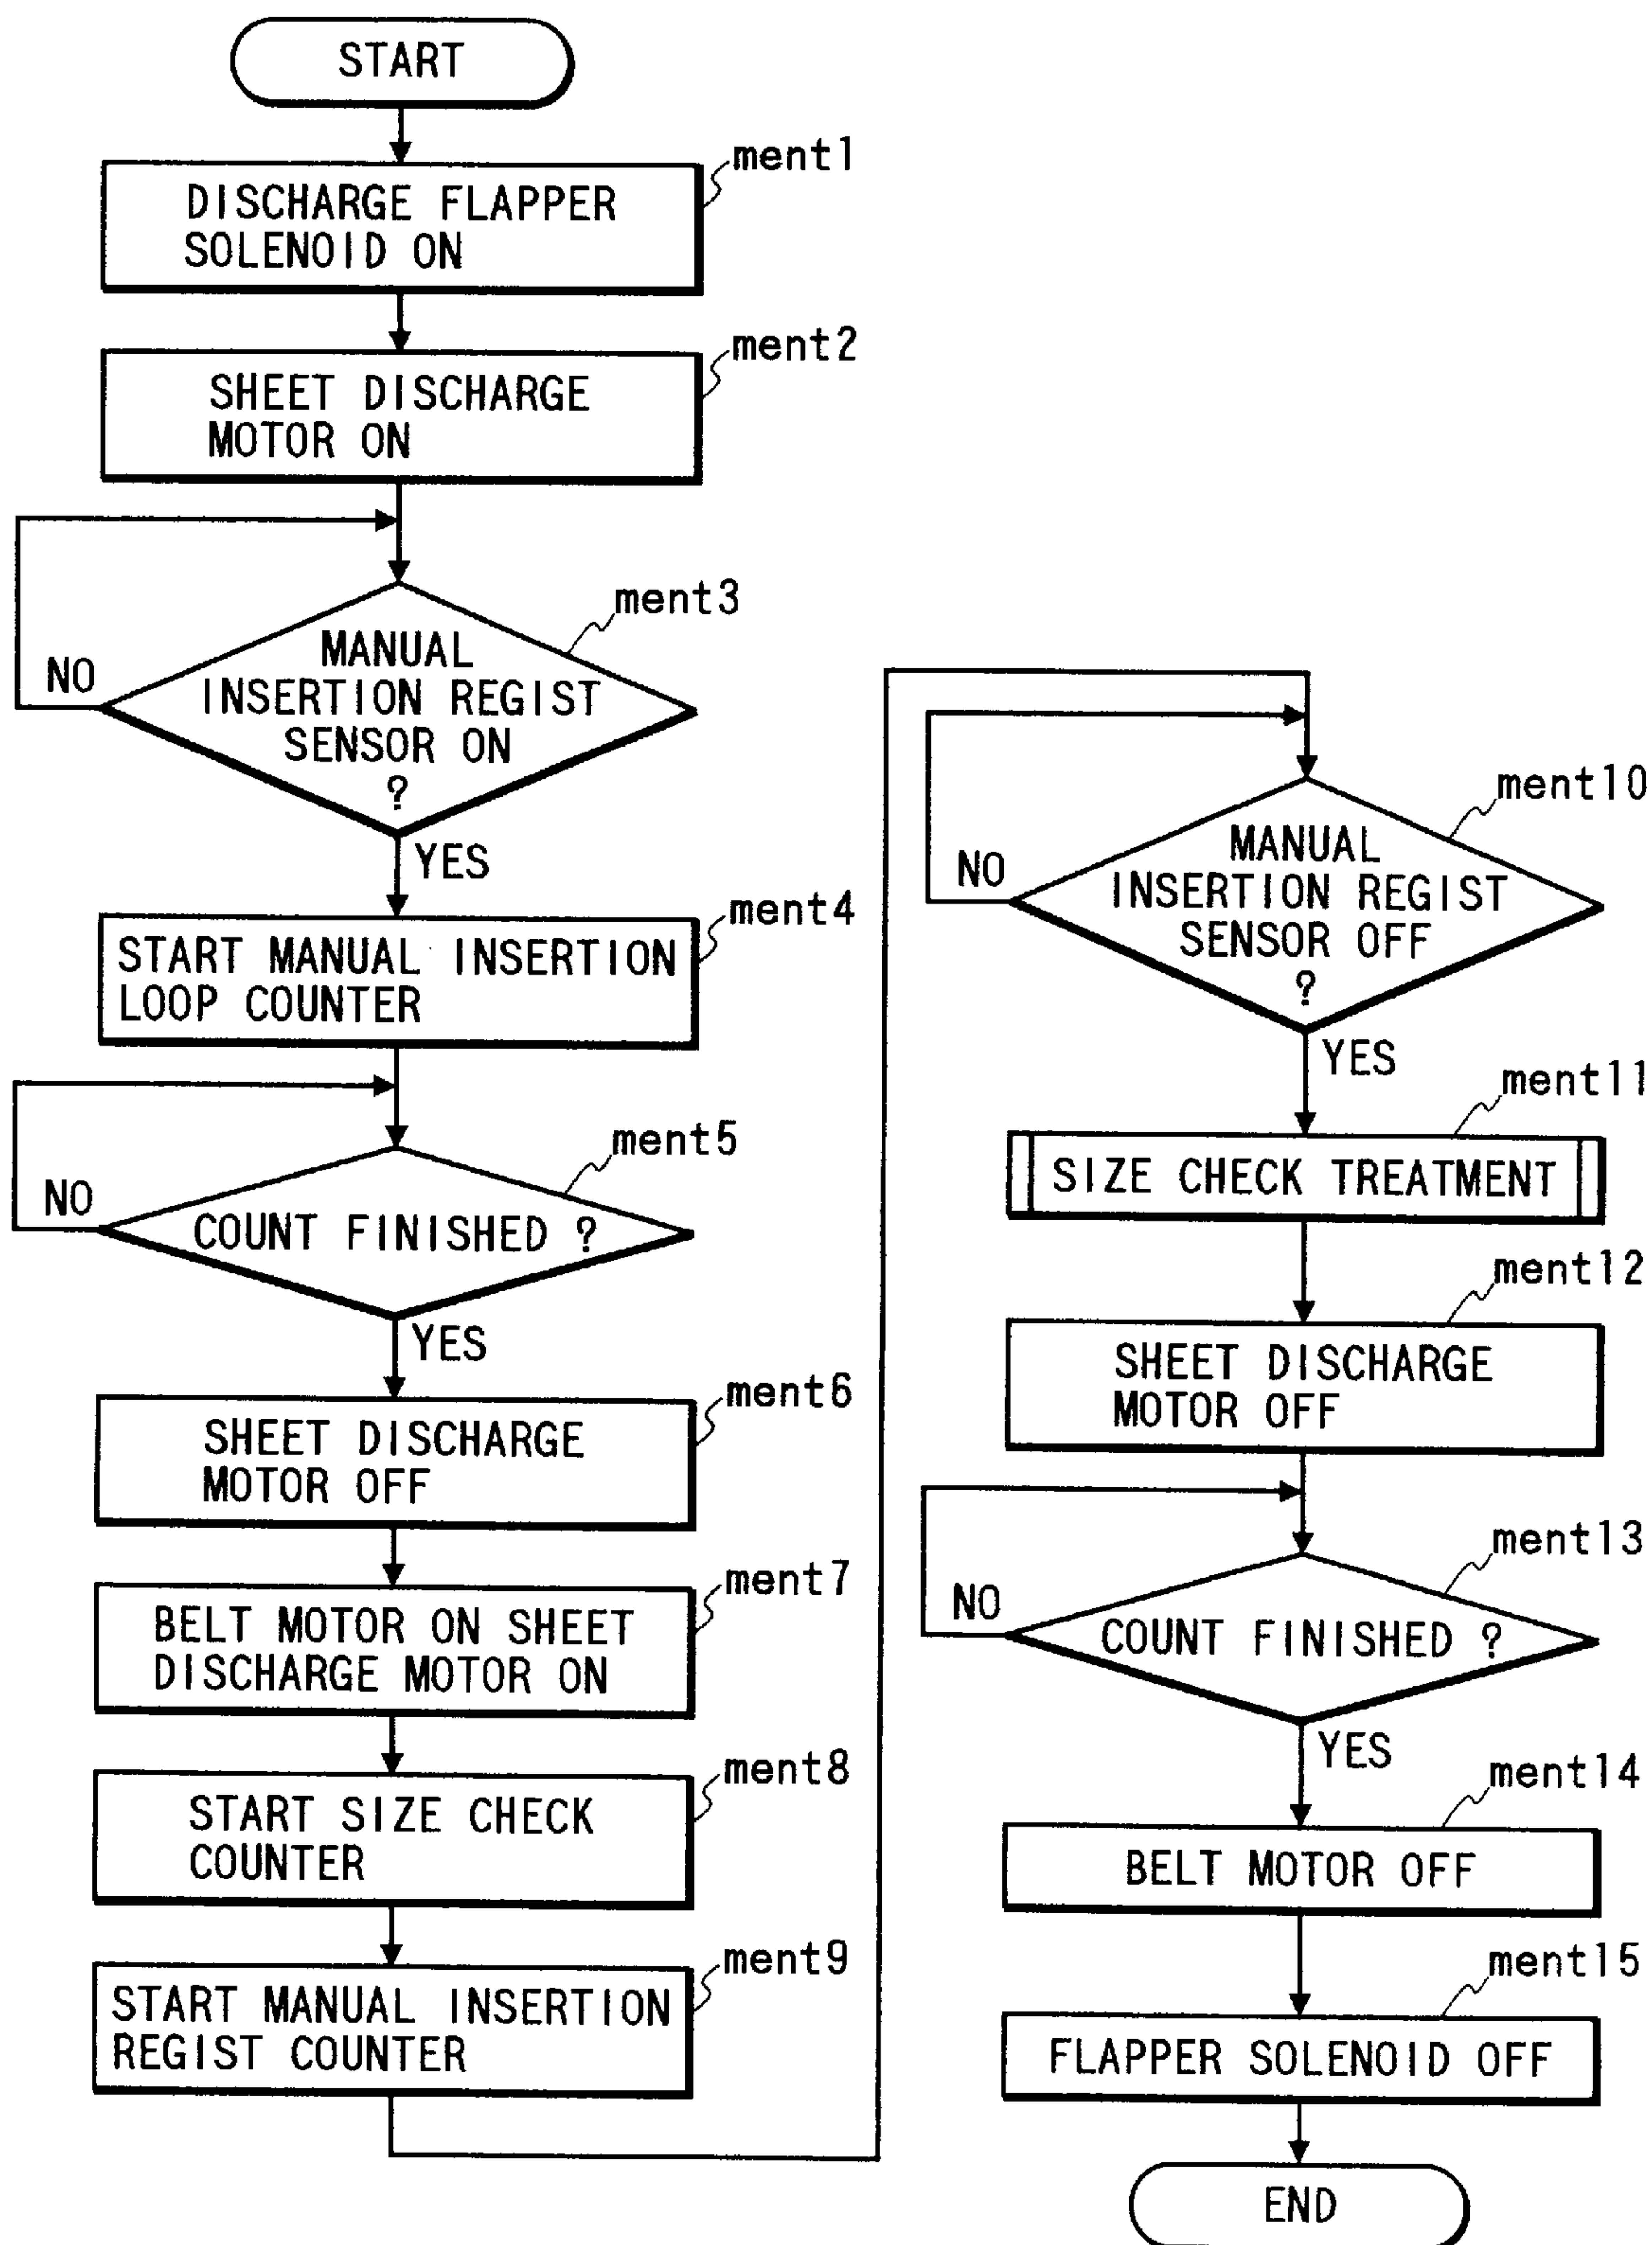 START
ment1
DISCHARGE FLAPPER
SOLENOID ON
ment2
SHEET DISCHARGE
MOTOR ON
ment3
MANUAL
INSERTION REGIST
SENSOR ON
?
NO
YES
ment4
START MANUAL INSERTION
LOOP COUNTER
ment5
NO
COUNT FINISHED ?
YES
ment6
SHEET DISCHARGE
MOTOR OFF
ment7
BELT MOTOR ON SHEET
DISCHARGE MOTOR ON
ment8
START SIZE CHECK
COUNTER
ment9
START MANUAL INSERTION
REGIST COUNTER
ment10
MANUAL
INSERTION REGIST
SENSOR OFF
?
NO
YES
ment11
SIZE CHECK TREATMENT
ment12
SHEET DISCHARGE
MOTOR OFF
ment13
NO
COUNT FINISHED ?
YES
ment14
BELT MOTOR OFF
ment15
FLAPPER SOLENOID OFF
END